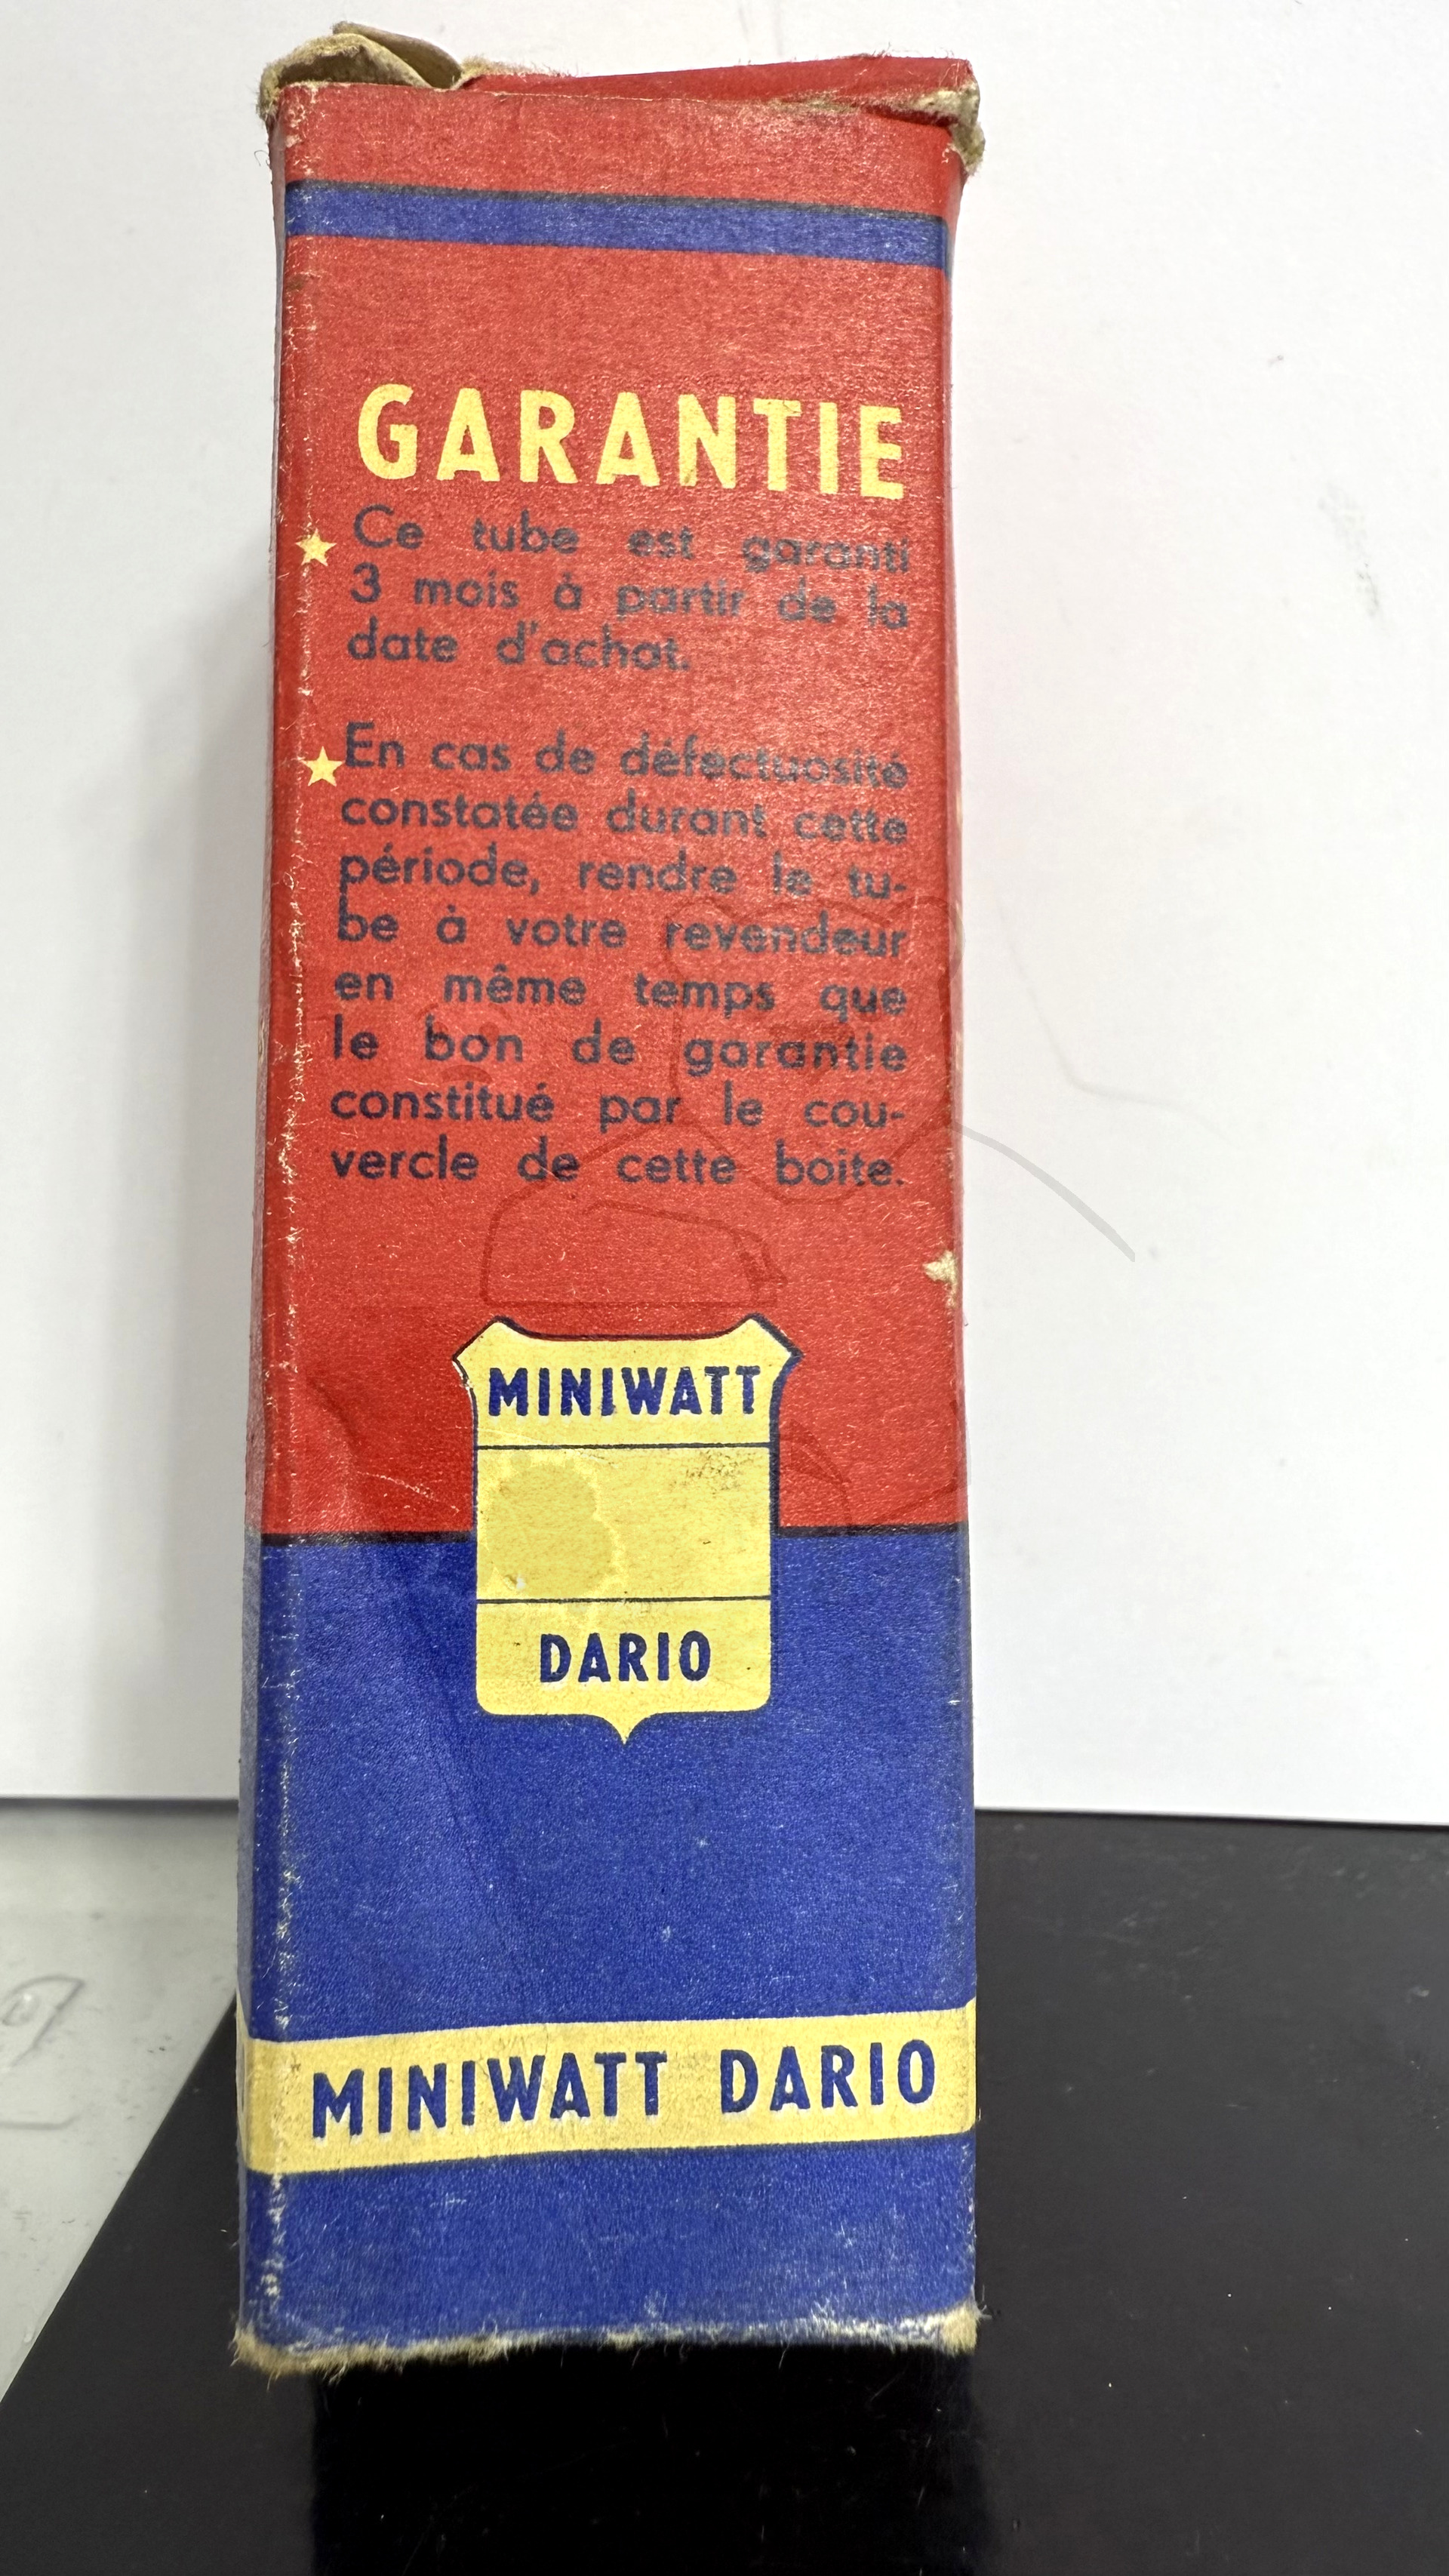 GARANTIE
Ce tube est garanti
3 mois à partir de la
date d'achat.
En cas de défectuosité
constatée durant cette
période, rendre le tu-
be à votre revendeur
en même temps que
le bon de garantie
constitué par le cou-
vercle de cette boite.
MINIWATT
DARIO
MINIWATT DARIO